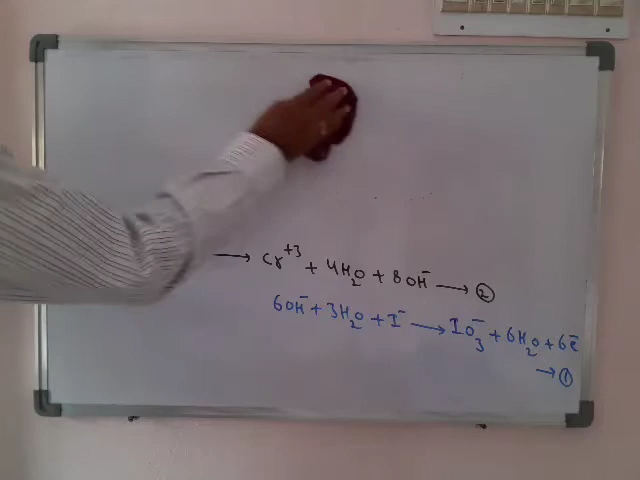 ⟶ Cr⁺³ + 4H₂O + 8OH⁻ ⟶ ②
6OH⁻ + 3H₂O + I⁻ ⟶ IO₃⁻ + 6H₂O + 6e⁻
⟶ ①